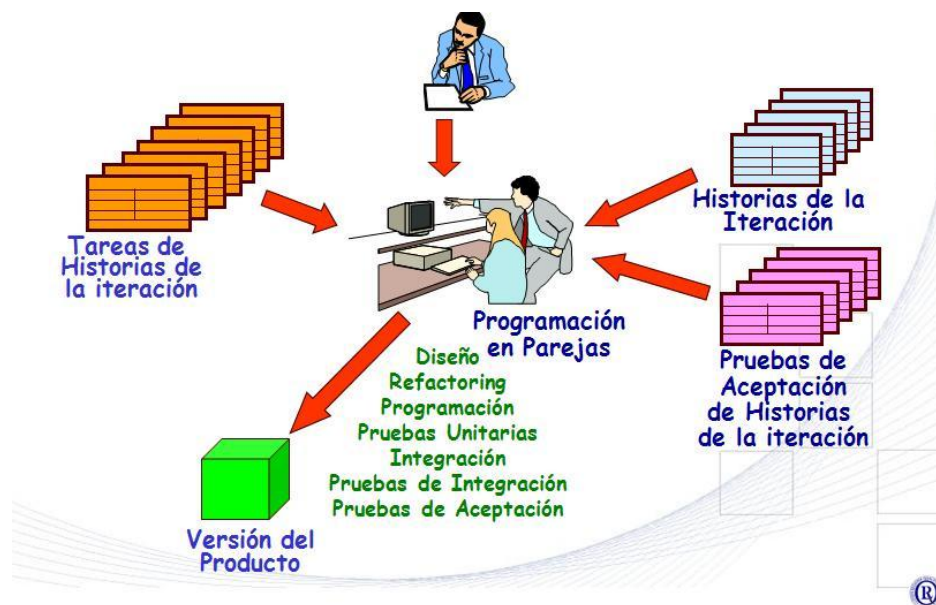 Tareas de
Historias de
la iteración
Historias de la
Iteración
Programación
en Parejas
Pruebas de
Aceptación
de Historias
de la iteración
Diseño
Refactoring
Programación
Pruebas Unitarias
Integración
Pruebas de Integración
Pruebas de Aceptación
Versión del
Producto
R